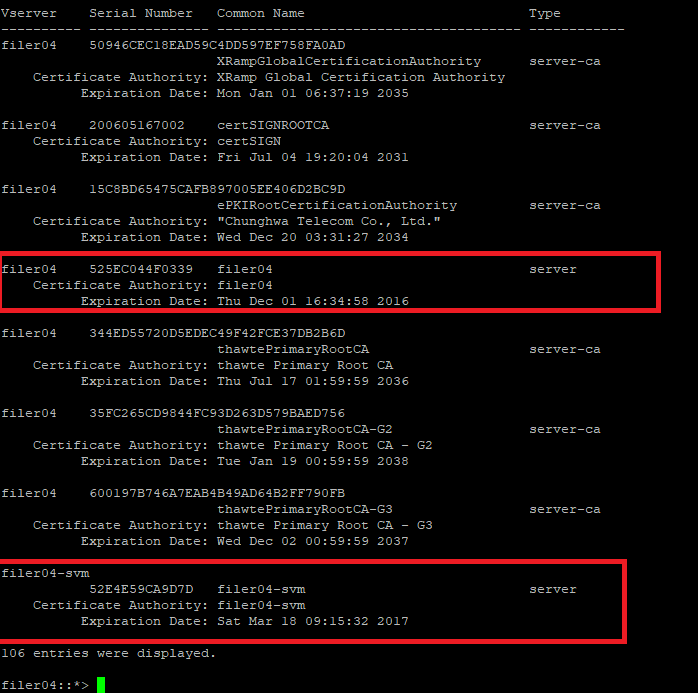 Vserver    Serial Number   Common Name                            Type
---------- --------------- -------------------------------------- ------------
filer04    50946CEC18EAD59C4DD597EF758FA0AD
                           XRampGlobalCertificationAuthority      server-ca
    Certificate Authority: XRamp Global Certification Authority
          Expiration Date: Mon Jan 01 06:37:19 2035
filer04    200605167002    certSIGNROOTCA                         server-ca
    Certificate Authority: certSIGN
          Expiration Date: Fri Jul 04 19:20:04 2031
filer04    15C8BD65475CAFB897005EE406D2BC9D
                           ePKIRootCertificationAuthority         server-ca
    Certificate Authority: "Chunghwa Telecom Co., Ltd."
          Expiration Date: Wed Dec 20 03:31:27 2034
filer04    525EC044F0339   filer04                                server
    Certificate Authority: filer04
          Expiration Date: Thu Dec 01 16:34:58 2016
filer04    344ED55720D5EDEC49F42FCE37DB2B6D
                           thawtePrimaryRootCA                    server-ca
    Certificate Authority: thawte Primary Root CA
          Expiration Date: Thu Jul 17 01:59:59 2036
filer04    35FC265CD9844FC93D263D579BAED756
                           thawtePrimaryRootCA-G2                 server-ca
    Certificate Authority: thawte Primary Root CA - G2
          Expiration Date: Tue Jan 19 00:59:59 2038
filer04    600197B746A7EAB4B49AD64B2FF790FB
                           thawtePrimaryRootCA-G3                 server-ca
    Certificate Authority: thawte Primary Root CA - G3
          Expiration Date: Wed Dec 02 00:59:59 2037
filer04-svm
           52E4E59CA9D7D   filer04-svm                            server
    Certificate Authority: filer04-svm
          Expiration Date: Sat Mar 18 09:15:32 2017
106 entries were displayed.
filer04::*>